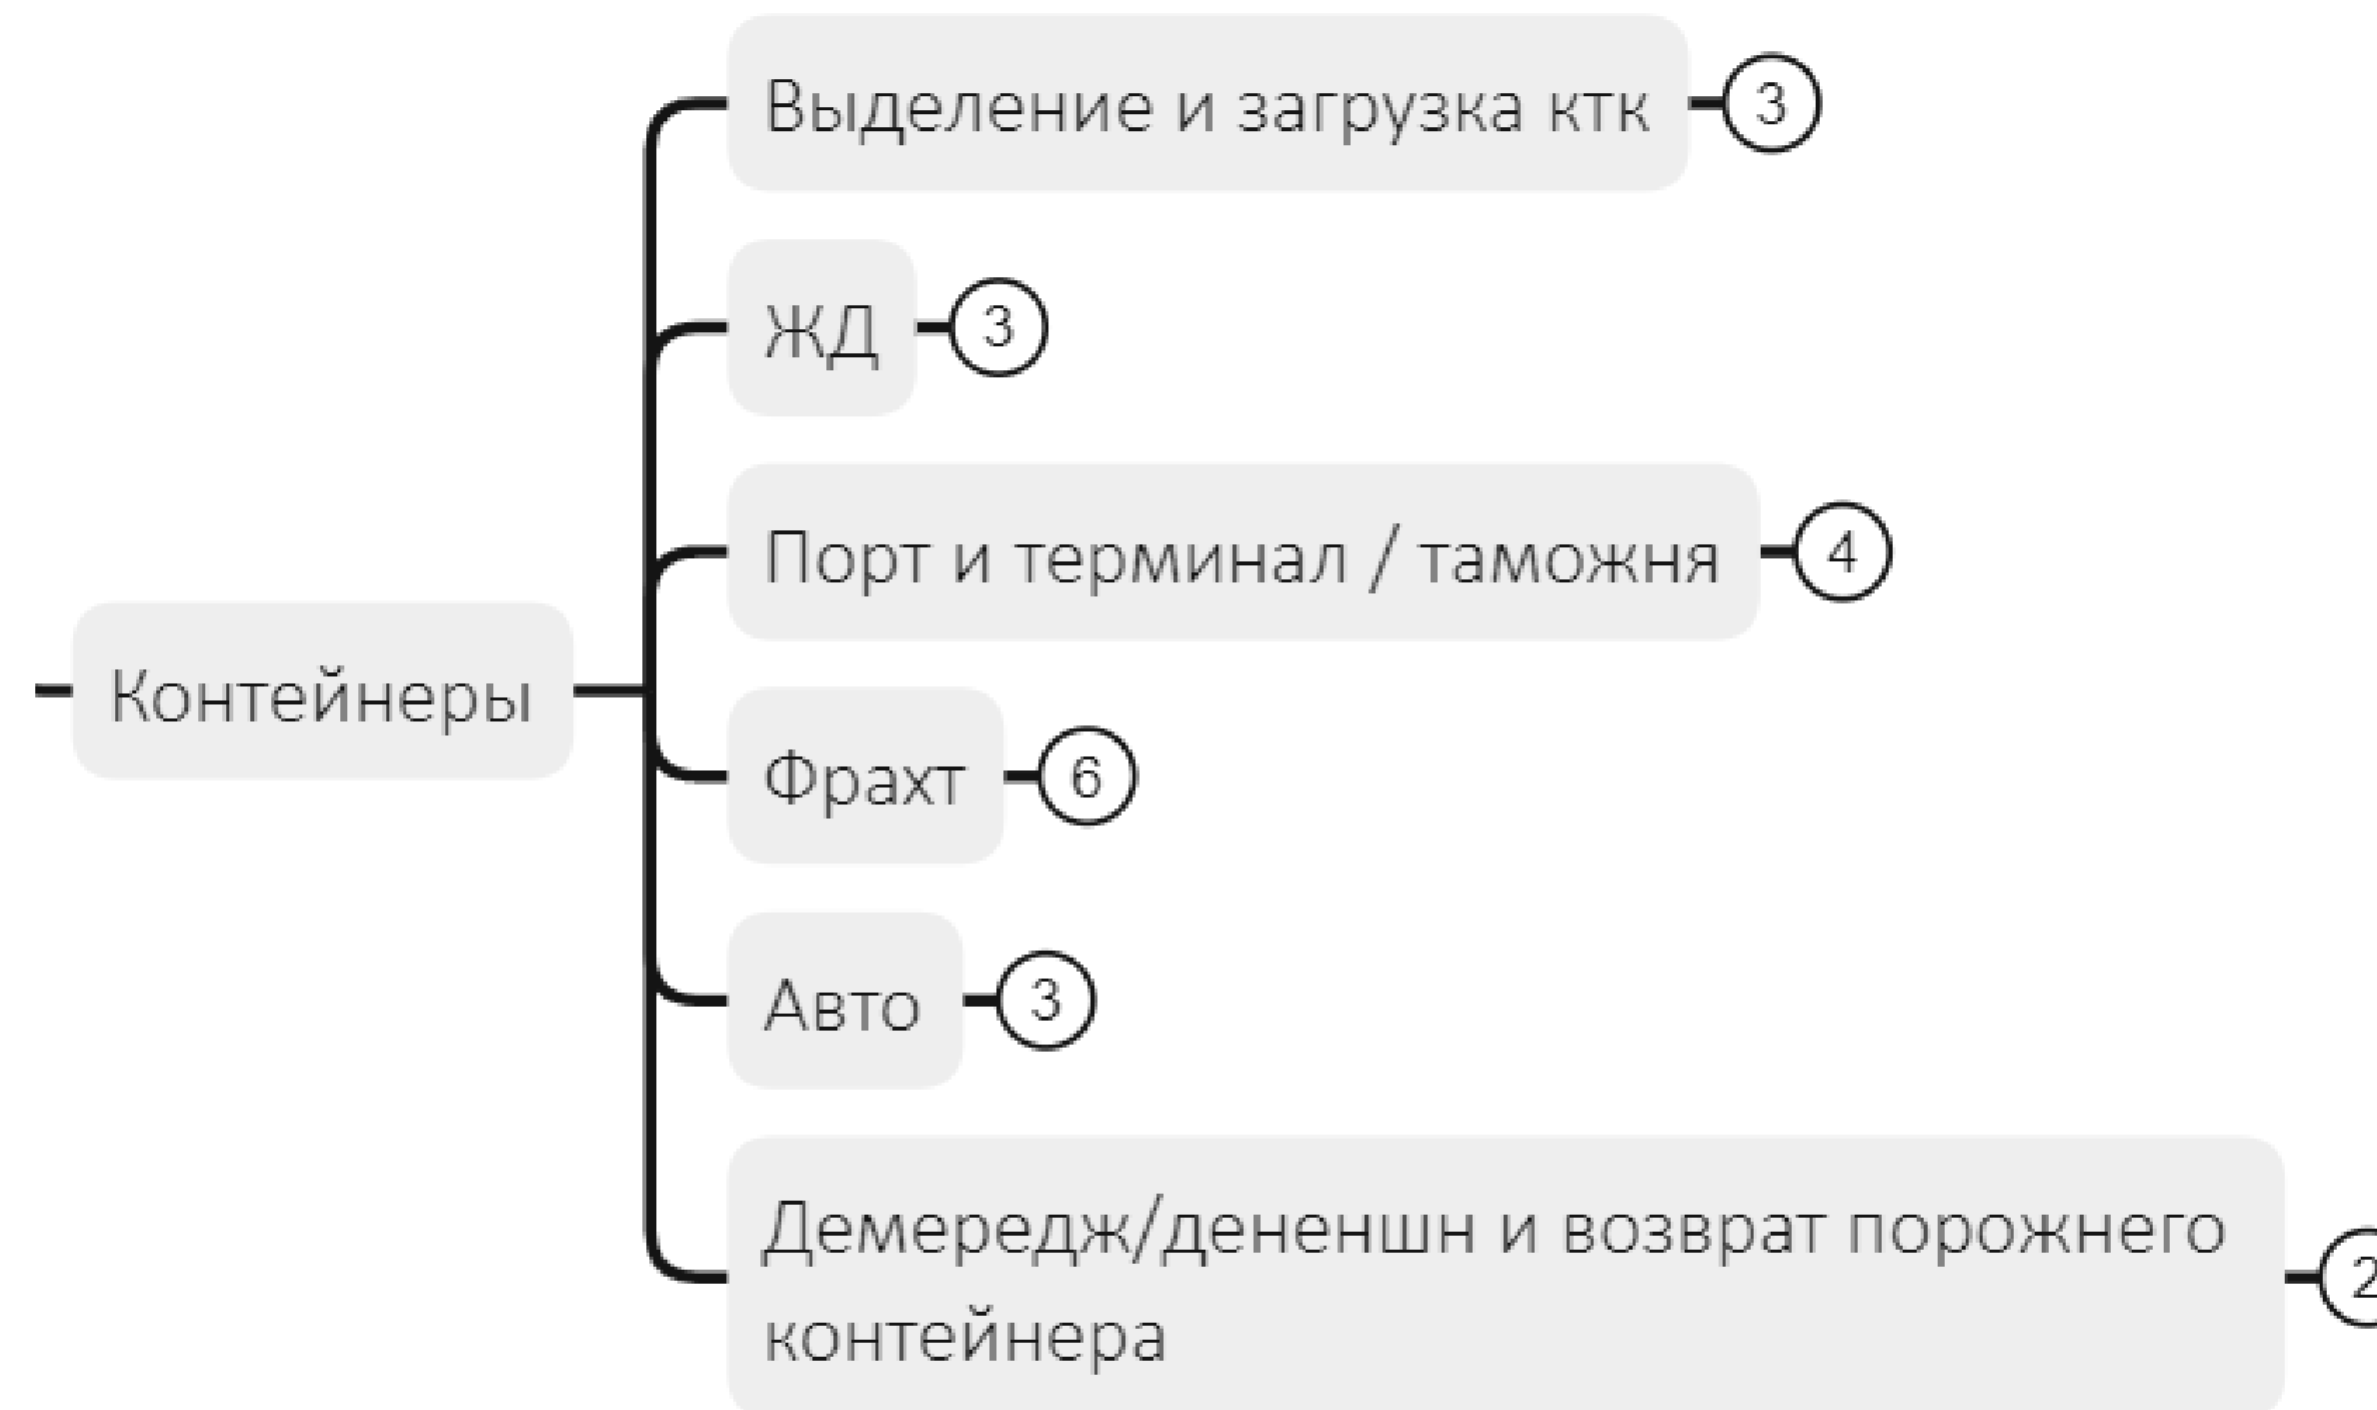 Выделение и загрузка ктк
3
ЖД
3
Порт и терминал / таможня
4
Контейнеры
Фрахт
6
Авто
3
Демередж/дененшн и возврат порожнего
контейнера
2